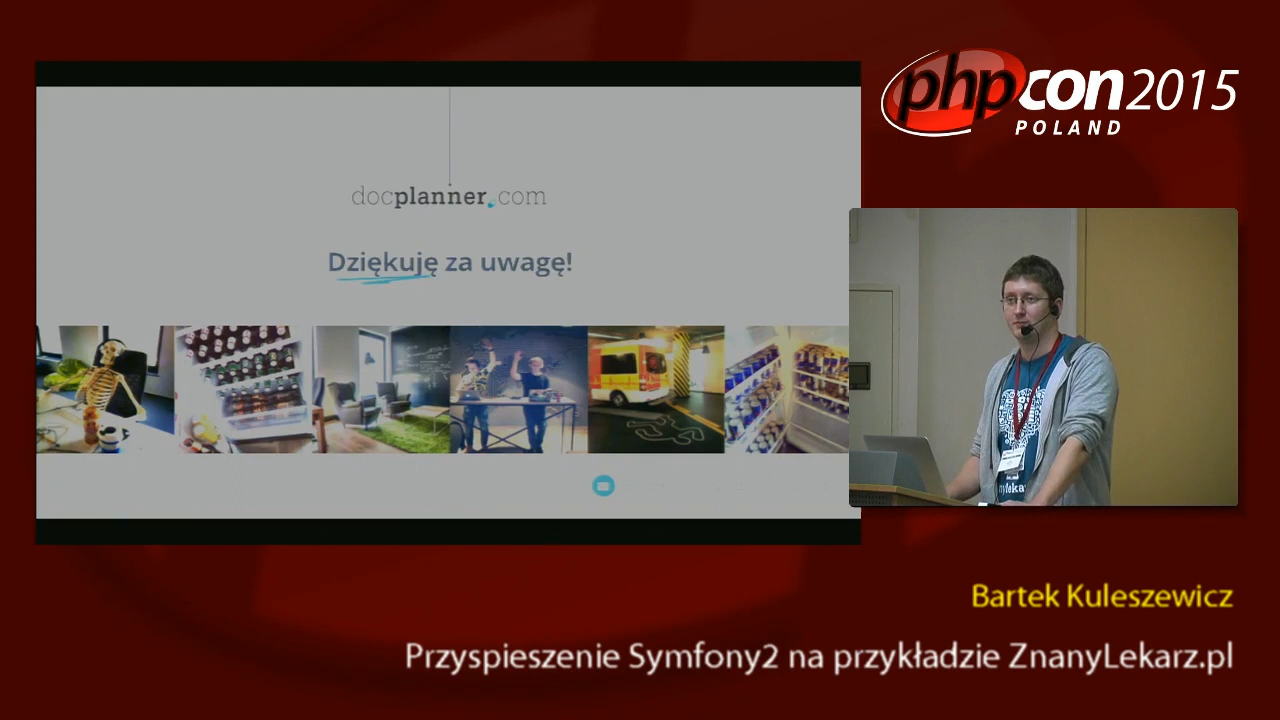 phpcon2015
POLAND
docplanner.com
Dziękuję za uwagę!
Bartek Kuleszewicz
Przyspieszenie Symfony2 na przykładzie ZnanyLekarz.pl